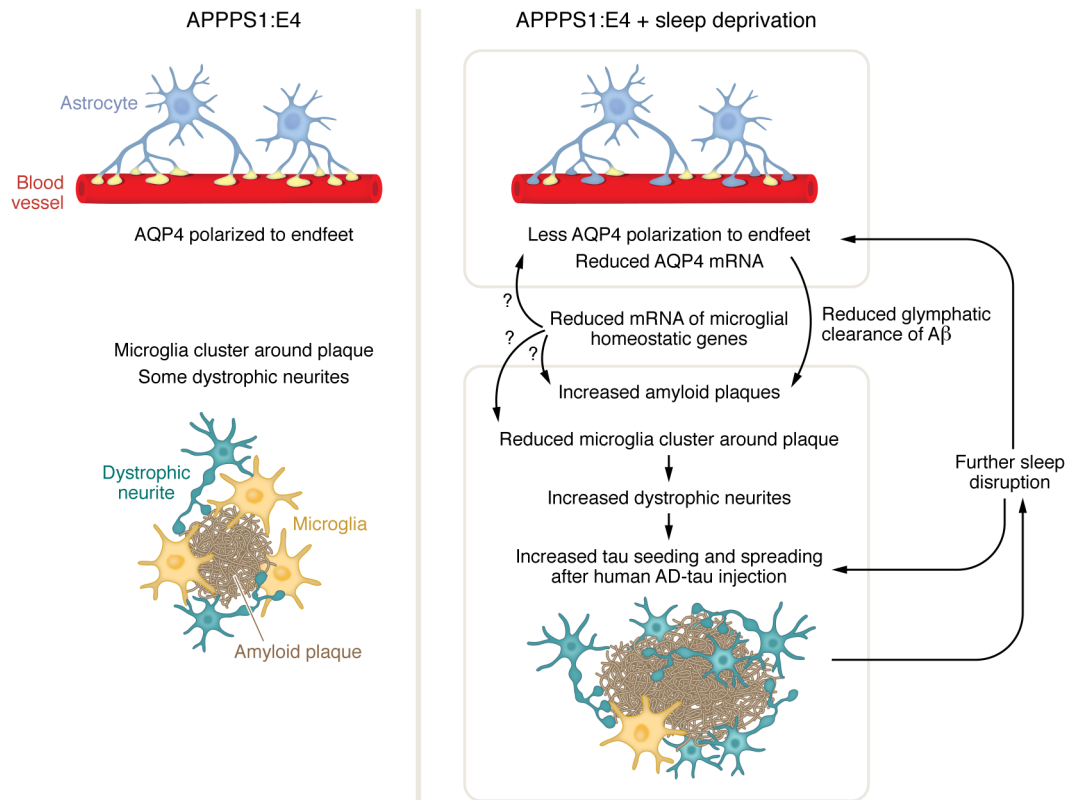 APPPS1:E4
Astrocyte
Blood
vessel
AQP4 polarized to endfeet
Microglia cluster around plaque
Some dystrophic neurites
Dystrophic
neurite
Microglia
Amyloid plaque
APPPS1:E4 + sleep deprivation
Less AQP4 polarization to endfeet
Reduced AQP4 mRNA
?
?
?
Reduced mRNA of microglial
homeostatic genes
Reduced glymphatic
clearance of Aβ
Increased amyloid plaques
Reduced microglia cluster around plaque
Increased dystrophic neurites
Increased tau seeding and spreading
after human AD-tau injection
Further sleep
disruption